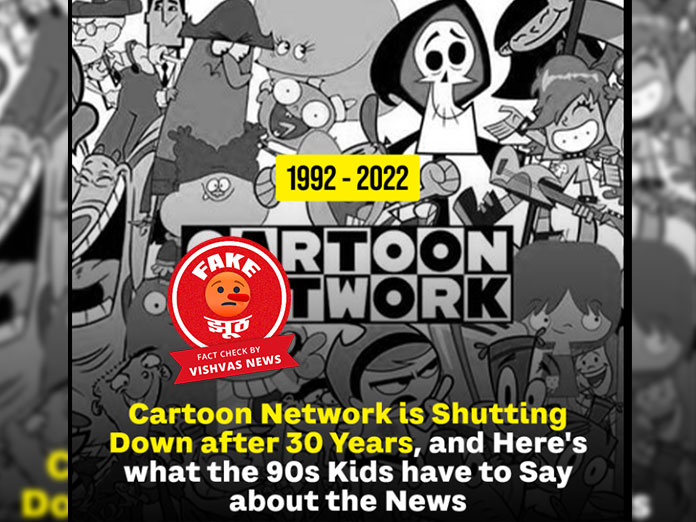 1992 - 2022
CARTOON
NETWORK
FAKE
झूठ
FACT CHECK BY
VISHVAS NEWS
Cartoon Network is Shutting
Down after 30 Years, and Here's
what the 90s Kids have to Say
about the News